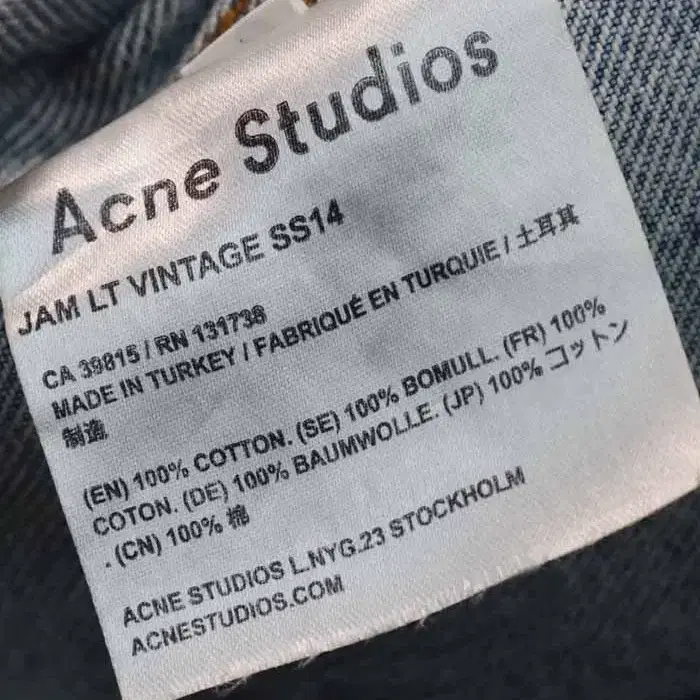 Acne Studios
JAM LT VINTAGE SS14
CA 39815 / RN 131738
MADE IN TURKEY / FABRIQUÉ EN TURQUIE / 土耳其
制造
(EN) 100% COTTON. (SE) 100% BOMULL. (FR) 100%
COTON. (DE) 100% BAUMWOLLE. (JP) 100% コットン
. (CN) 100% 棉
ACNE STUDIOS L.NYG.23 STOCKHOLM
ACNESTUDIOS.COM